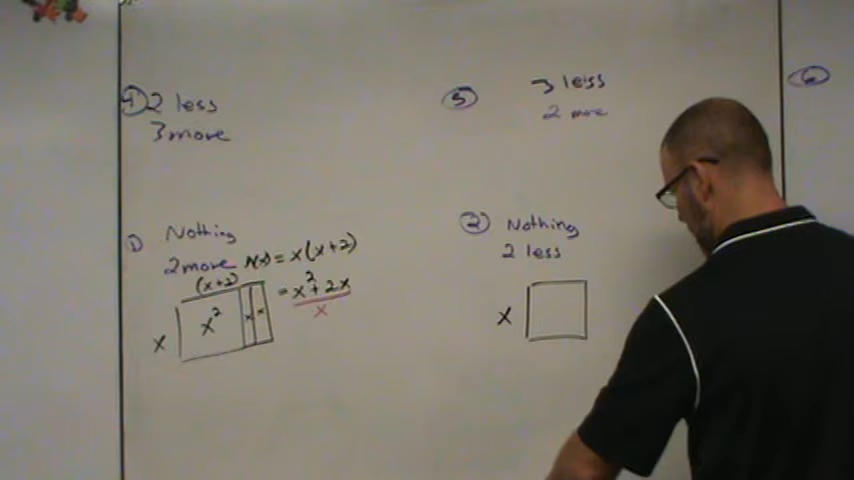 ④ 2 less
3 more
⑤ 3 less
2 more
⑥
① Nothing
2 more A(x) = x(x+2)
(x+2) = x² + 2x
x
x x² x x
② Nothing
2 less
x